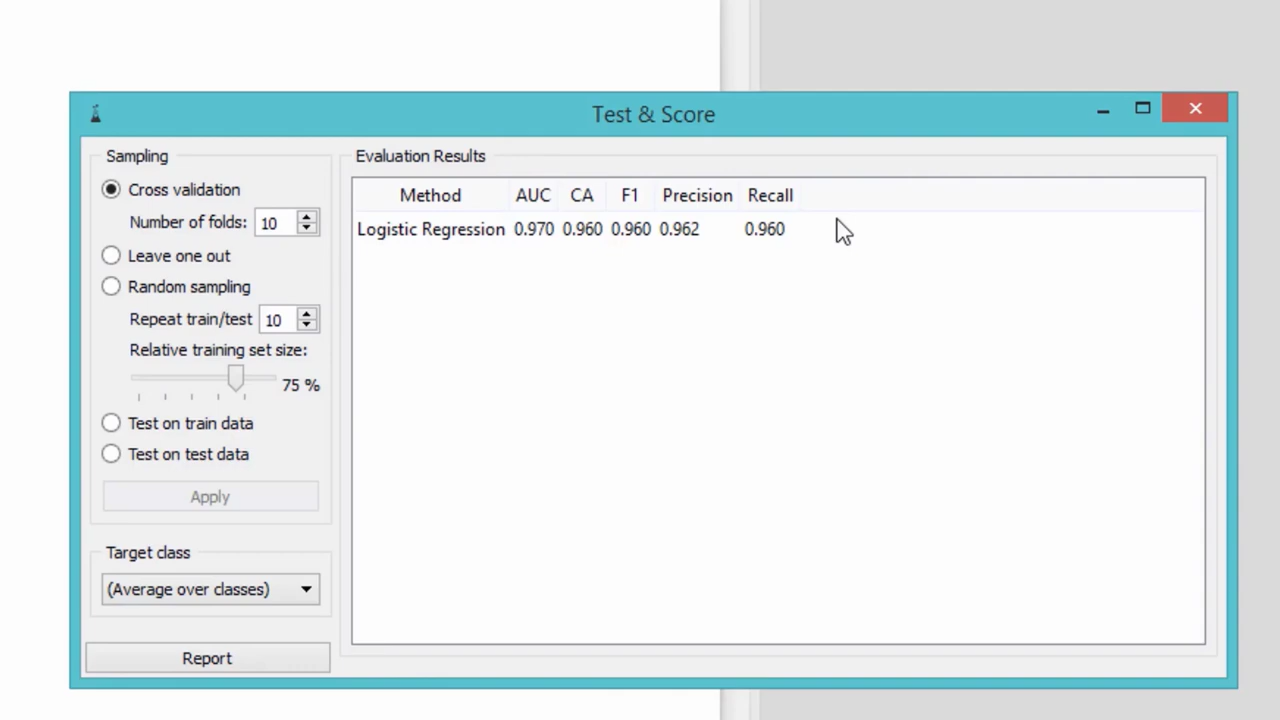 Test & Score
Sampling
Cross validation
Number of folds: 10
Leave one out
Random sampling
Repeat train/test 10
Relative training set size:
75 %
Test on train data
Test on test data
Apply
Target class
(Average over classes)
Report
Evaluation Results
Method AUC CA F1 Precision Recall
Logistic Regression 0.970 0.960 0.960 0.962 0.960